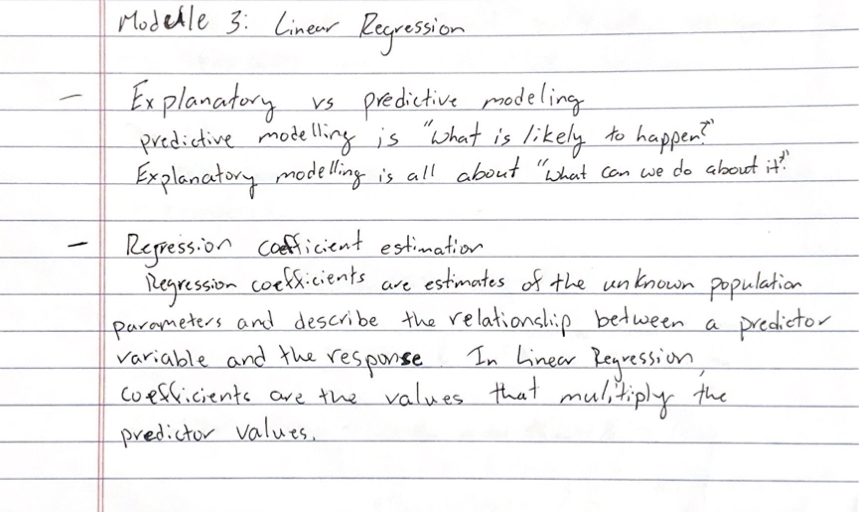 Module 3: Linear Regression
- Explanatory vs predictive modeling
predictive modelling is "what is likely to happen?"
Explanatory modelling is all about "what can we do about it?"
- Regression coefficient estimation
Regression coefficients are estimates of the unknown population
parameters and describe the relationship between a predictor
variable and the response. In Linear Regression,
coefficients are the values that mulitiply the
predictor values.